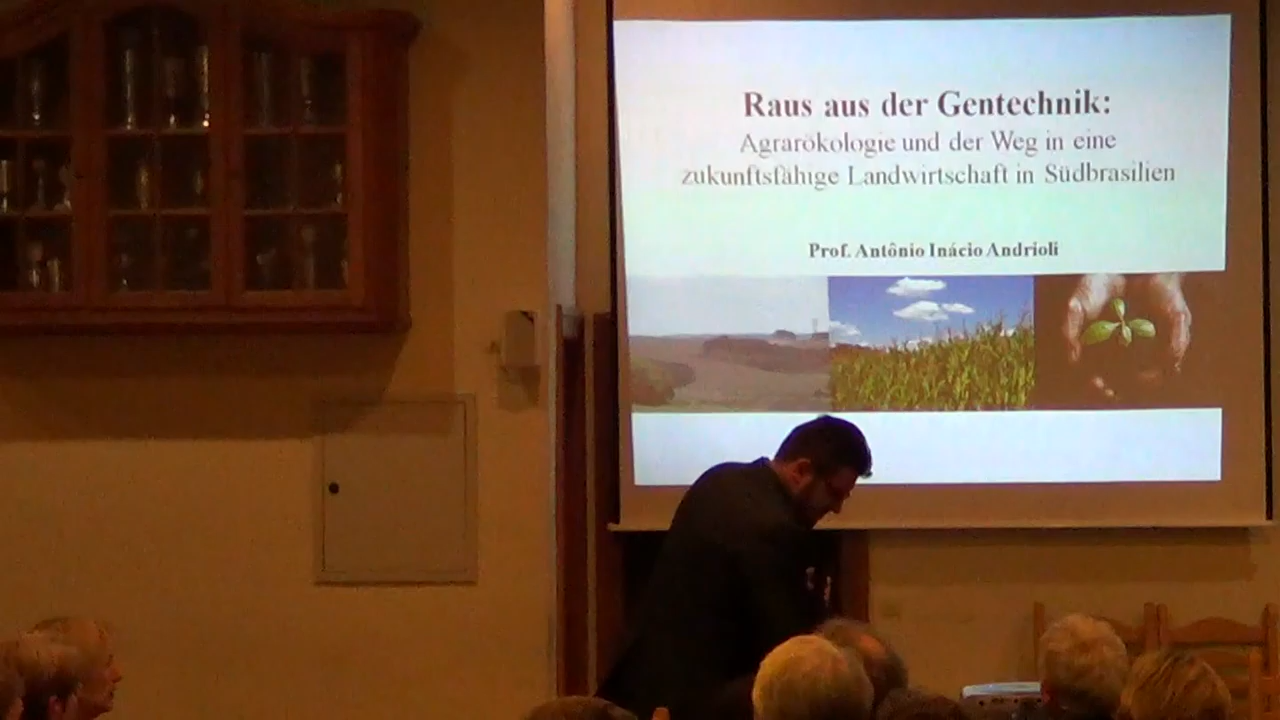 Raus aus der Gentechnik:
Agrarökologie und der Weg in eine
zukunftsfähige Landwirtschaft in Südbrasilien
Prof. Antônio Inácio Andrioli